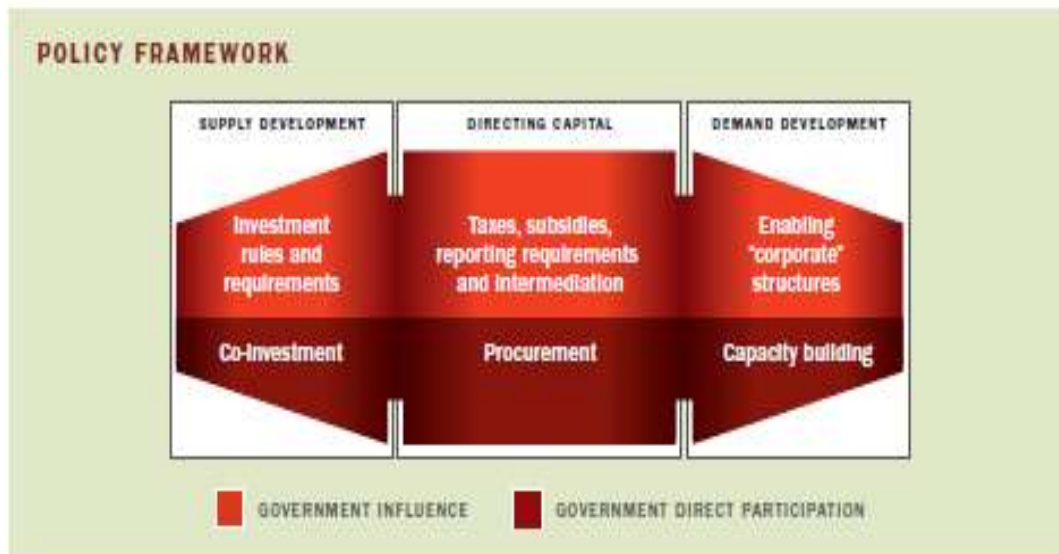 POLICY FRAMEWORK
SUPPLY DEVELOPMENT
DIRECTING CAPITAL
DEMAND DEVELOPMENT
Investment
rules and
requirements
Taxes, subsidies,
reporting requirements
and intermediation
Enabling
"corporate"
structures
Co-investment
Procurement
Capacity building
GOVERNMENT INFLUENCE
GOVERNMENT DIRECT PARTICIPATION